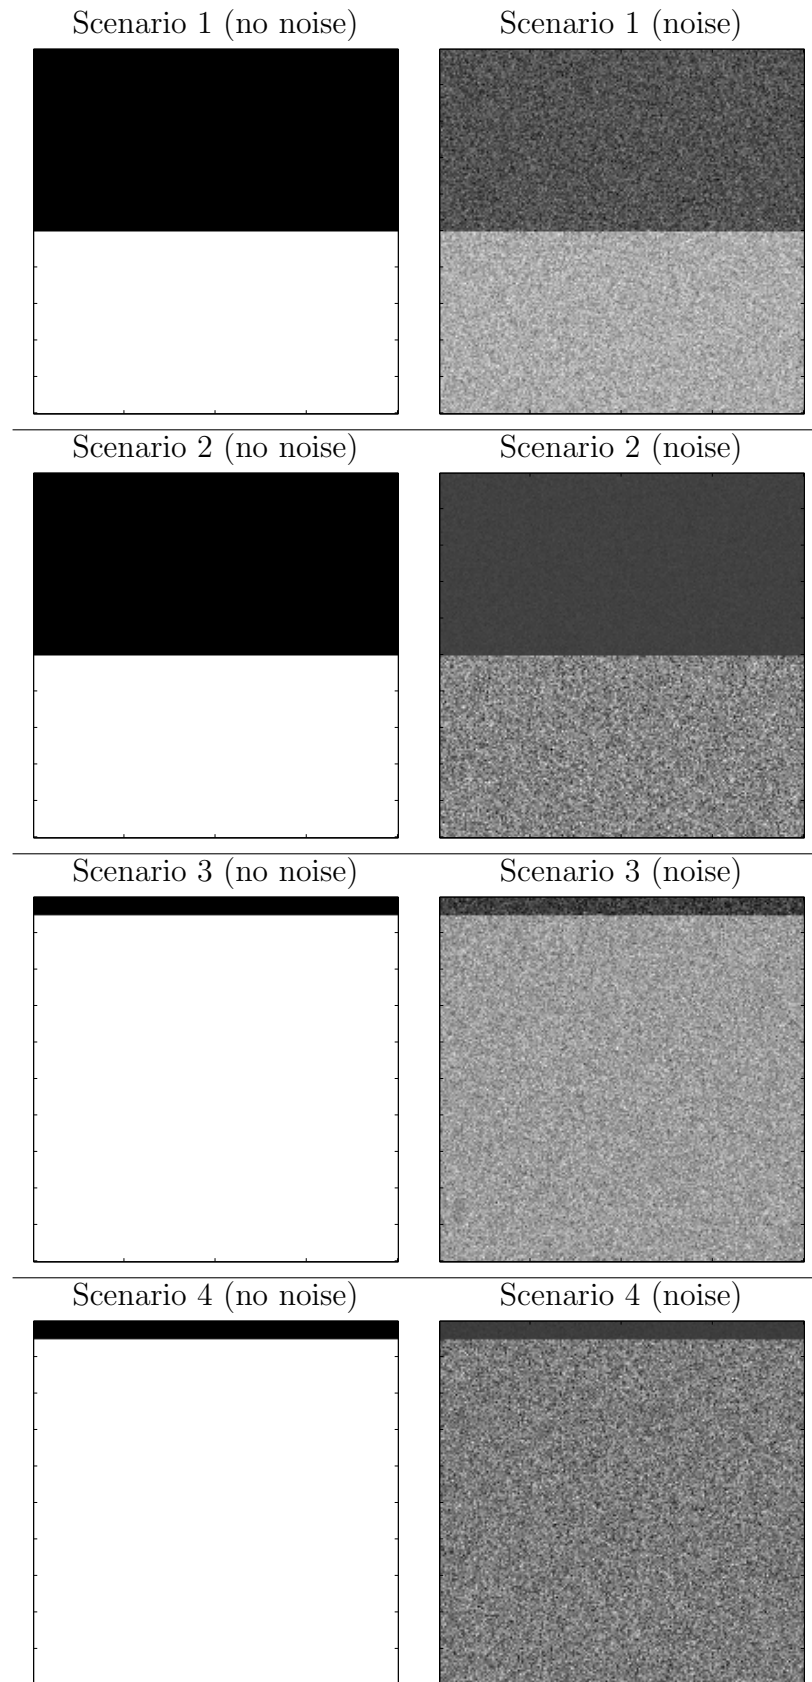 Scenario 1 (no noise)
Scenario 1 (noise)
Scenario 2 (no noise)
Scenario 2 (noise)
Scenario 3 (no noise)
Scenario 3 (noise)
Scenario 4 (no noise)
Scenario 4 (noise)